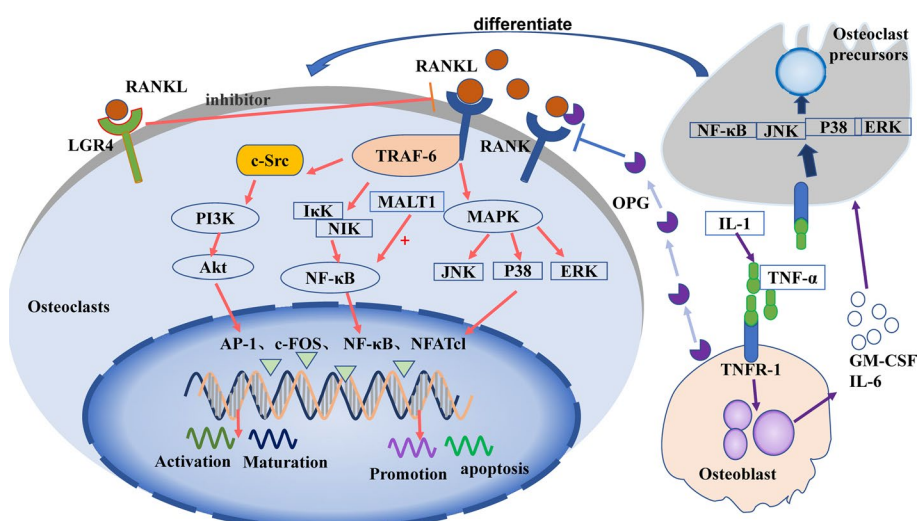 differentiate
Osteoclast
precursors
RANKL
RANKL
inhibitor
LGR4
RANK
TRAF-6
c-Src
NF-κB
JNK
P38
ERK
OPG
PI3K
IκK
NIK
MALT1
MAPK
+
IL-1
TNF-α
Akt
NF-κB
JNK
P38
ERK
Osteoclasts
AP-1、c-FOS、NF-κB、NFATcl
TNFR-1
GM-CSF
IL-6
Activation
Maturation
Promotion
apoptosis
Osteoblast